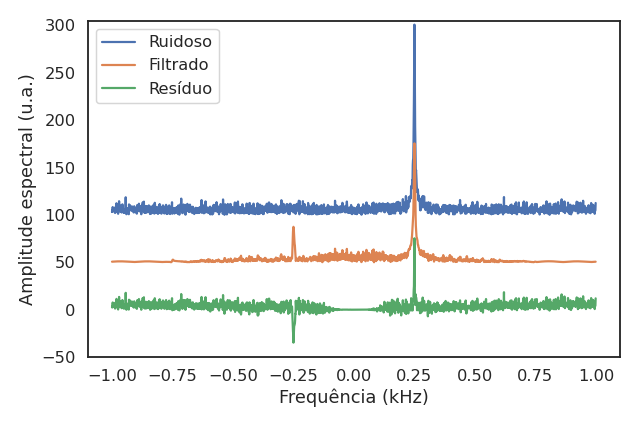 300
250
200
150
100
50
0
−50
Amplitude espectral (u.a.)
Ruidoso
Filtrado
Resíduo
−1.00 −0.75 −0.50 −0.25 0.00 0.25 0.50 0.75 1.00
Frequência (kHz)